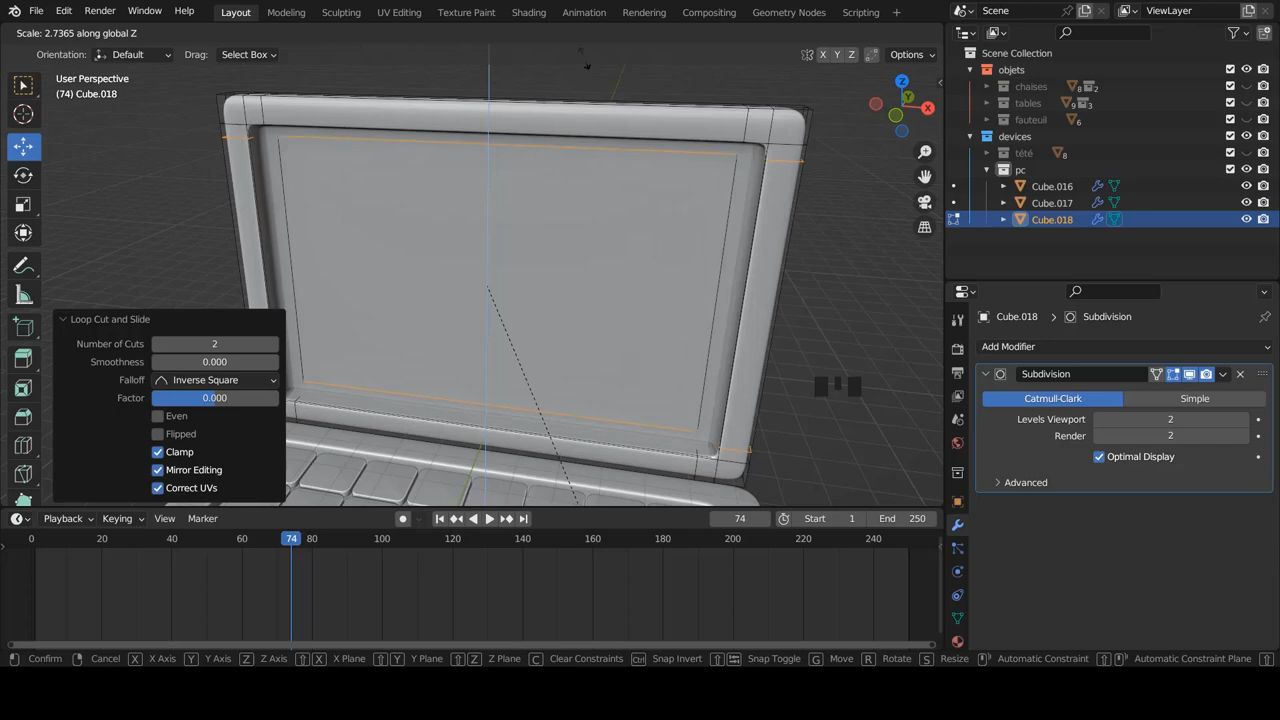 File Edit Render Window Help Layout Modeling Sculpting UV Editing Texture Paint Shading Animation Rendering Compositing Geometry Nodes Scripting + Scene ViewLayer
Scale: 2.7365 along global Z
Orientation: Default Drag: Select Box X Y Z Options
User Perspective
(74) Cube.018
Z
Y
X
Scene Collection
objets
chaises 8 2
tables 9 3
fauteuil 6
devices
tété 8
pc
Cube.016
Cube.017
Cube.018
Cube.018 > Subdivision
Add Modifier
Subdivision
Catmull-Clark Simple
Levels Viewport 2
Render 2
Optimal Display
Advanced
Loop Cut and Slide
Number of Cuts 2
Smoothness 0.000
Falloff Inverse Square
Factor 0.000
Even
Flipped
Clamp
Mirror Editing
Correct UVs
Playback Keying View Marker 74 Start 1 End 250
0 20 40 60 74 80 100 120 140 160 180 200 220 240
Confirm Cancel X X Axis Y Y Axis Z Z Axis X X Plane Y Y Plane Z Z Plane C Clear Constraints Ctrl Snap Invert Snap Toggle G Move R Rotate S Resize Automatic Constraint Automatic Constraint Plane